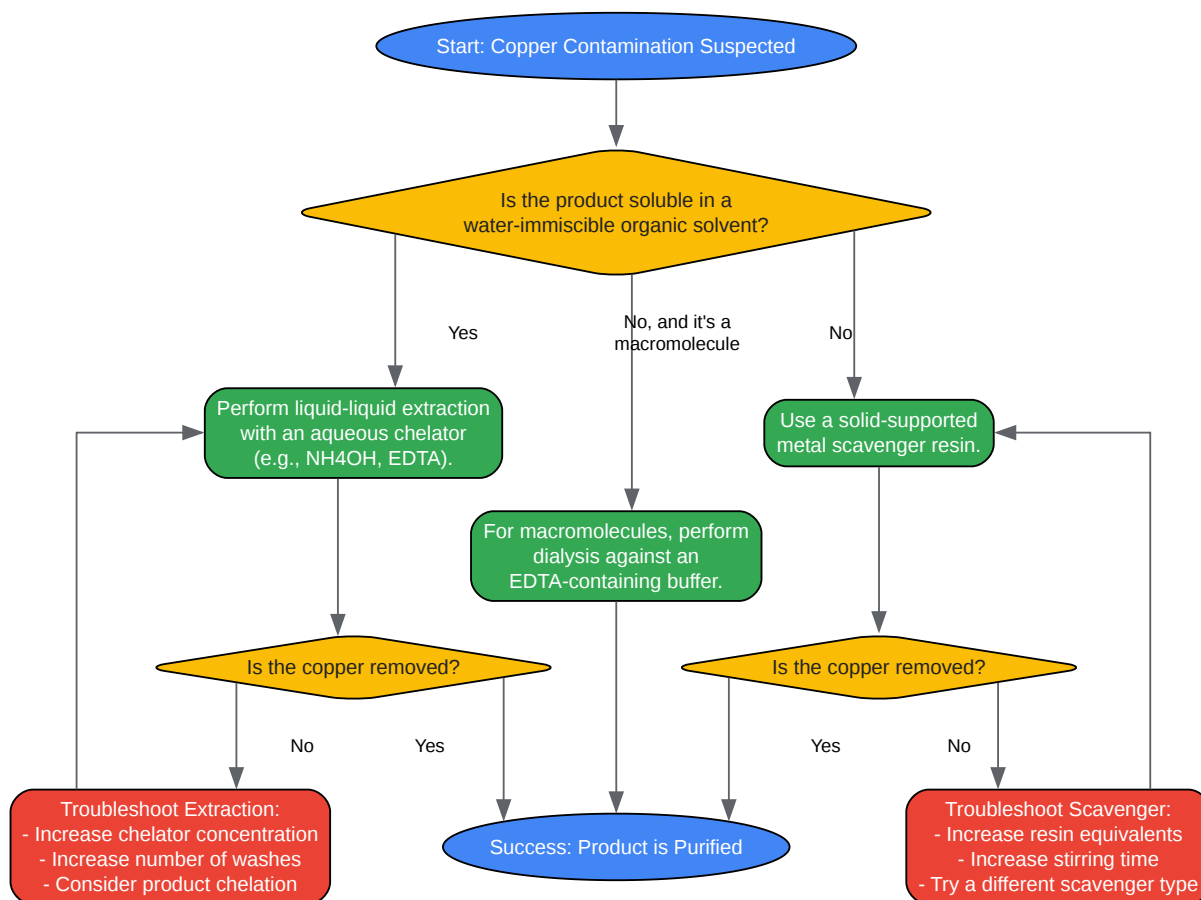 Start: Copper Contamination Suspected
Is the product soluble in a
water-immiscible organic solvent?
Yes
No, and it's a
macromolecule
No
Perform liquid-liquid extraction
with an aqueous chelator
(e.g., NH4OH, EDTA).
Use a solid-supported
metal scavenger resin.
For macromolecules, perform
dialysis against an
EDTA-containing buffer.
Is the copper removed?
Is the copper removed?
No
Yes
Yes
No
Troubleshoot Extraction:
- Increase chelator concentration
- Increase number of washes
- Consider product chelation
Success: Product is Purified
Troubleshoot Scavenger:
- Increase resin equivalents
- Increase stirring time
- Try a different scavenger type